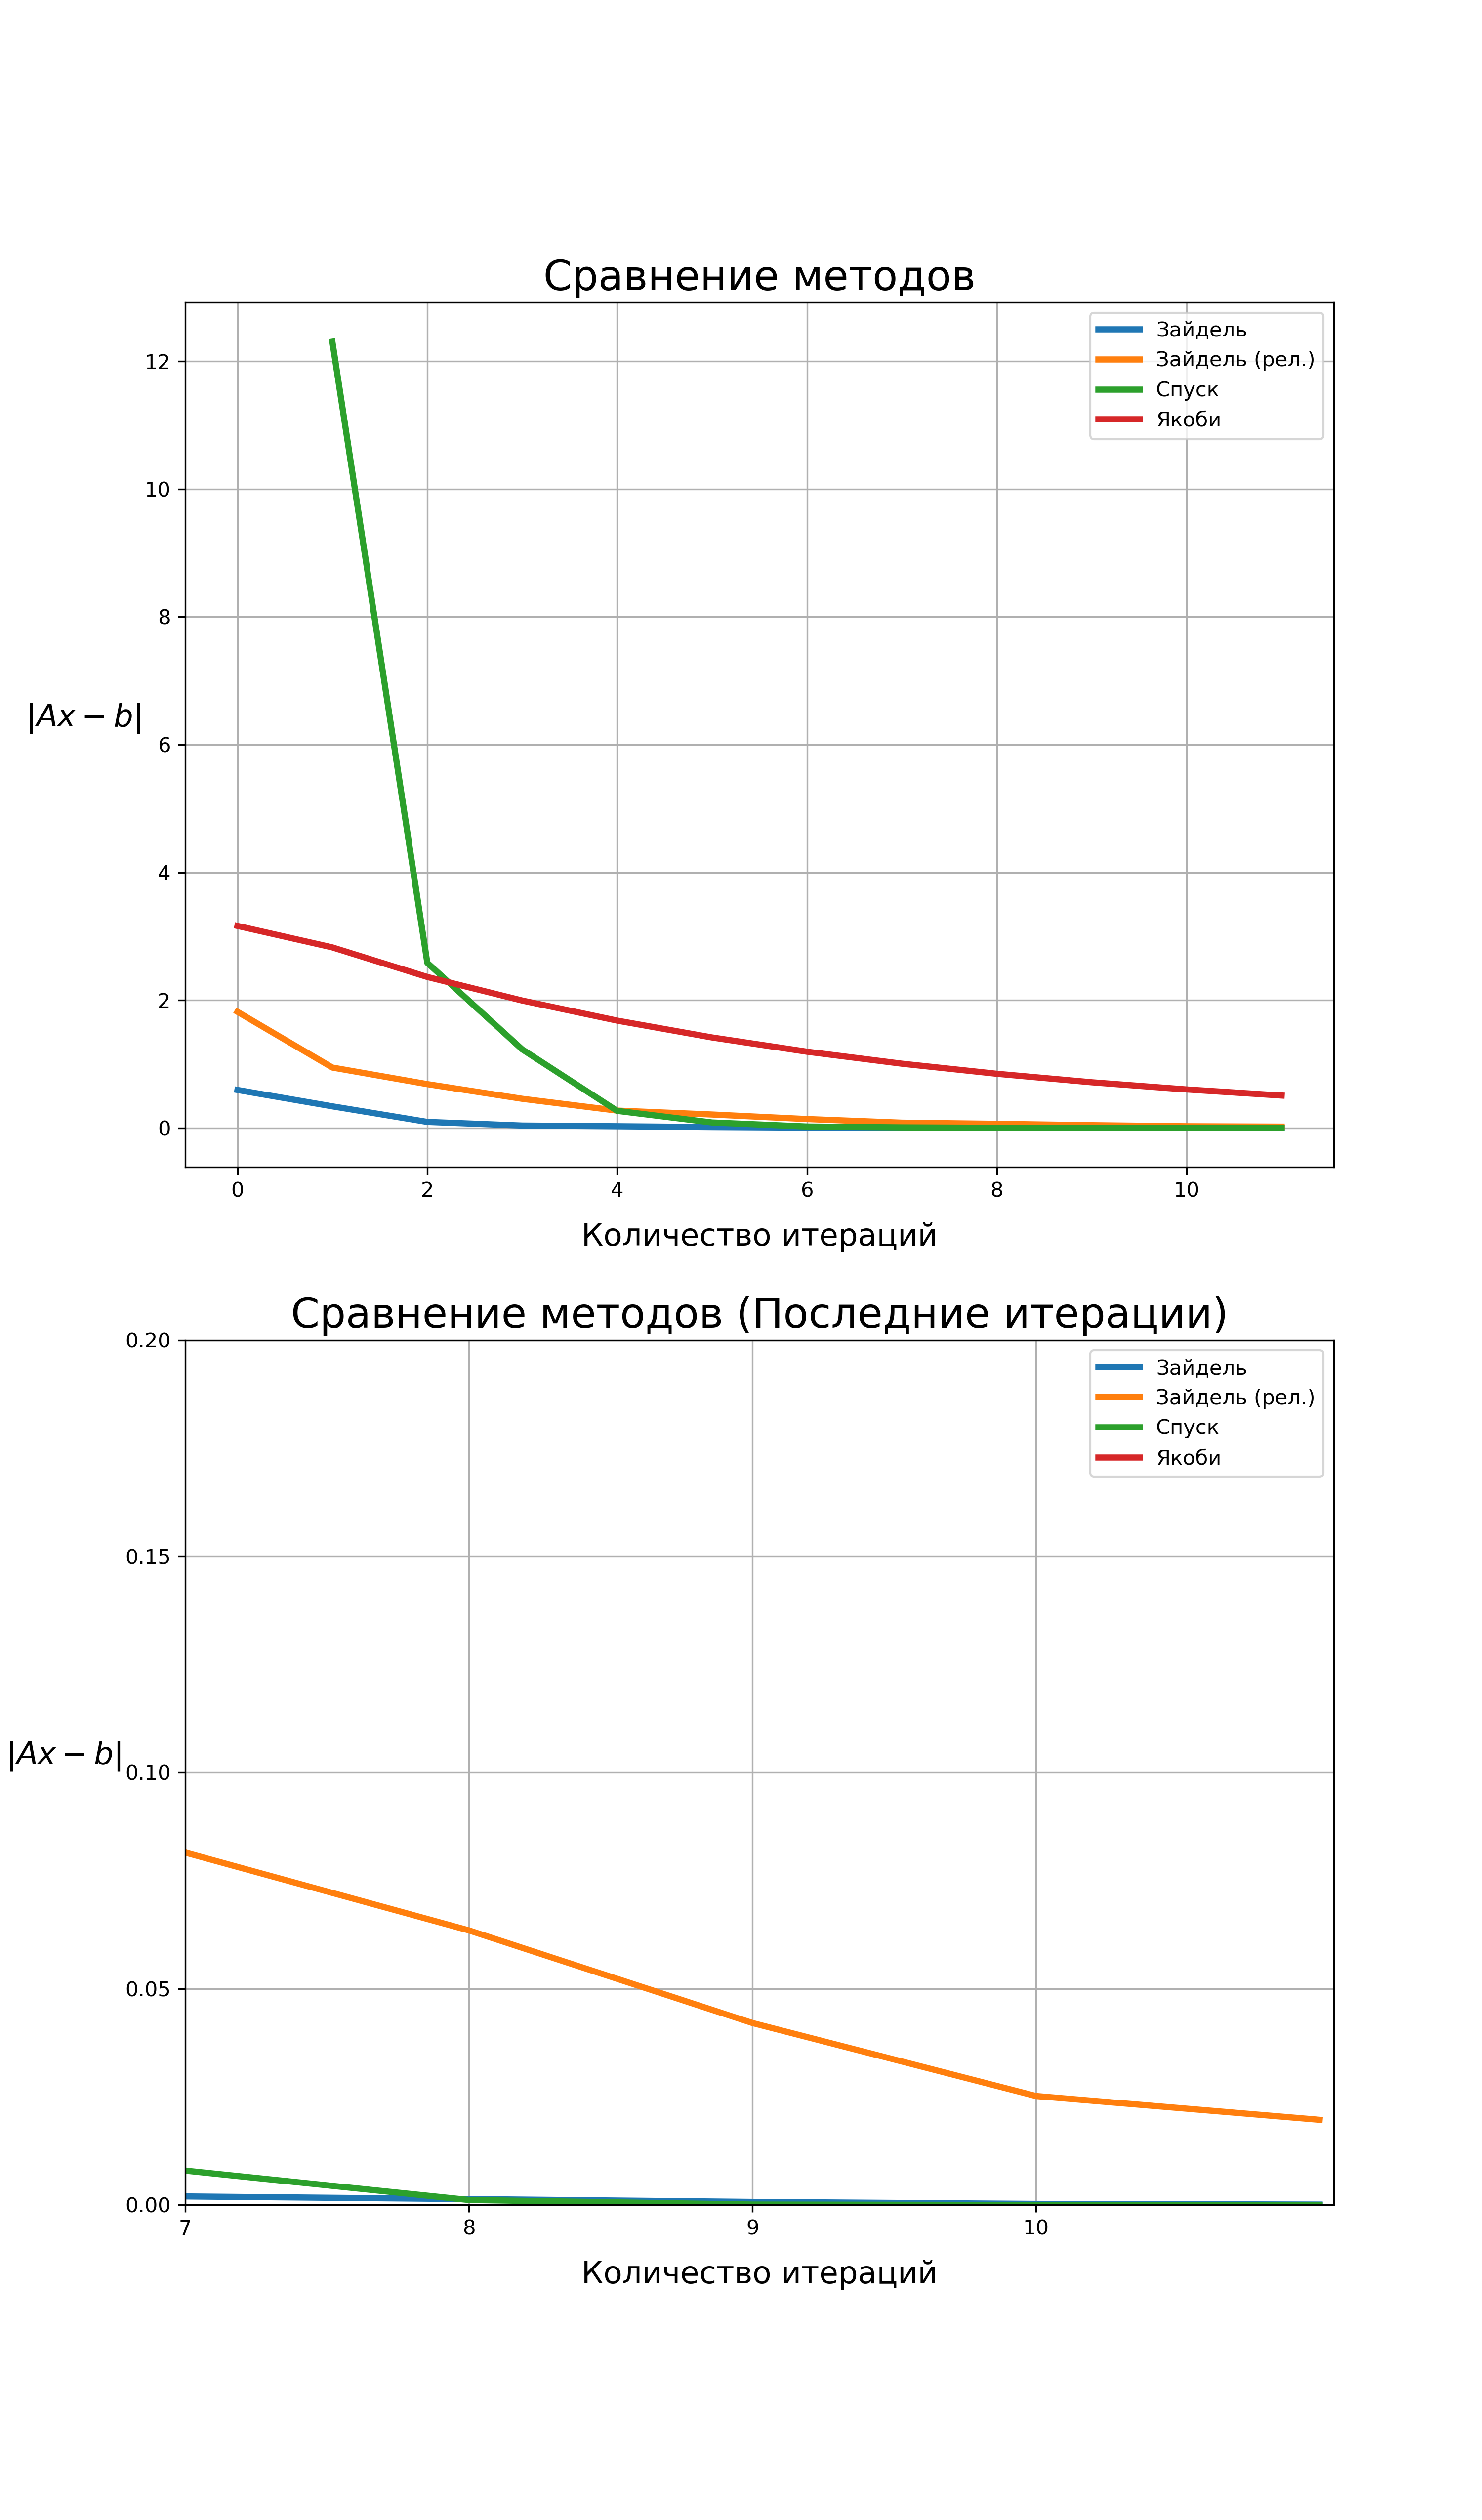 Сравнение методов
12
10
8
6
4
2
0
|Ax − b|
0 2 4 6 8 10
Количество итераций
Зайдель
Зайдель (рел.)
Спуск
Якоби
Сравнение методов (Последние итерации)
0.20
0.15
0.10
0.05
0.00
|Ax − b|
7 8 9 10
Количество итераций
Зайдель
Зайдель (рел.)
Спуск
Якоби